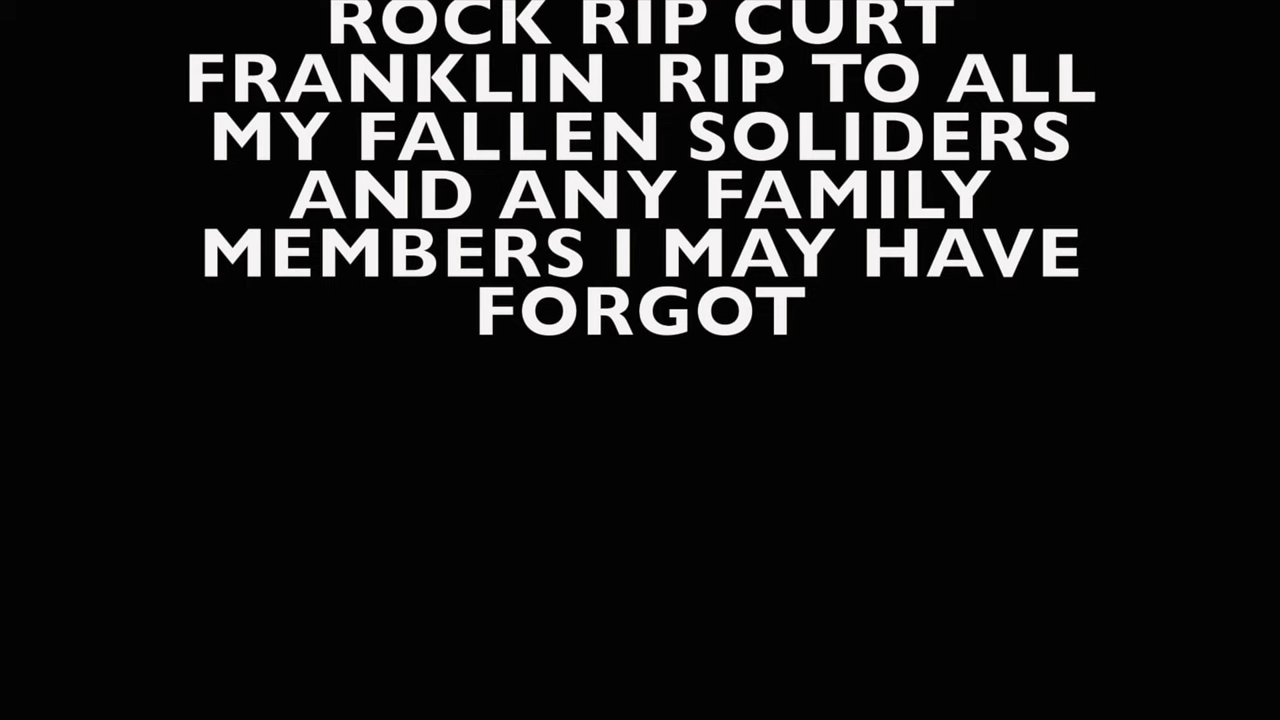 ROCK RIP CURT
FRANKLIN  RIP TO ALL
MY FALLEN SOLIDERS
AND ANY FAMILY
MEMBERS I MAY HAVE
FORGOT